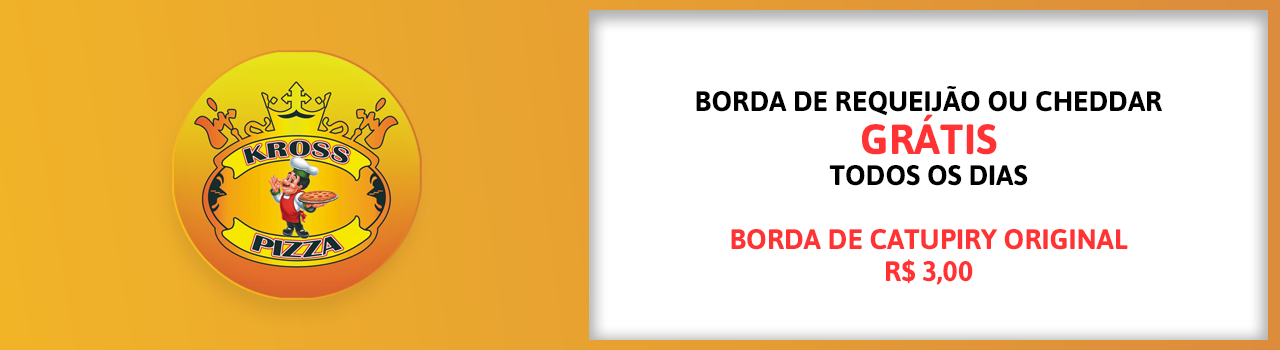 KROSS
PIZZA
BORDA DE REQUEIJÃO OU CHEDDAR
GRÁTIS
TODOS OS DIAS
BORDA DE CATUPIRY ORIGINAL
R$ 3,00